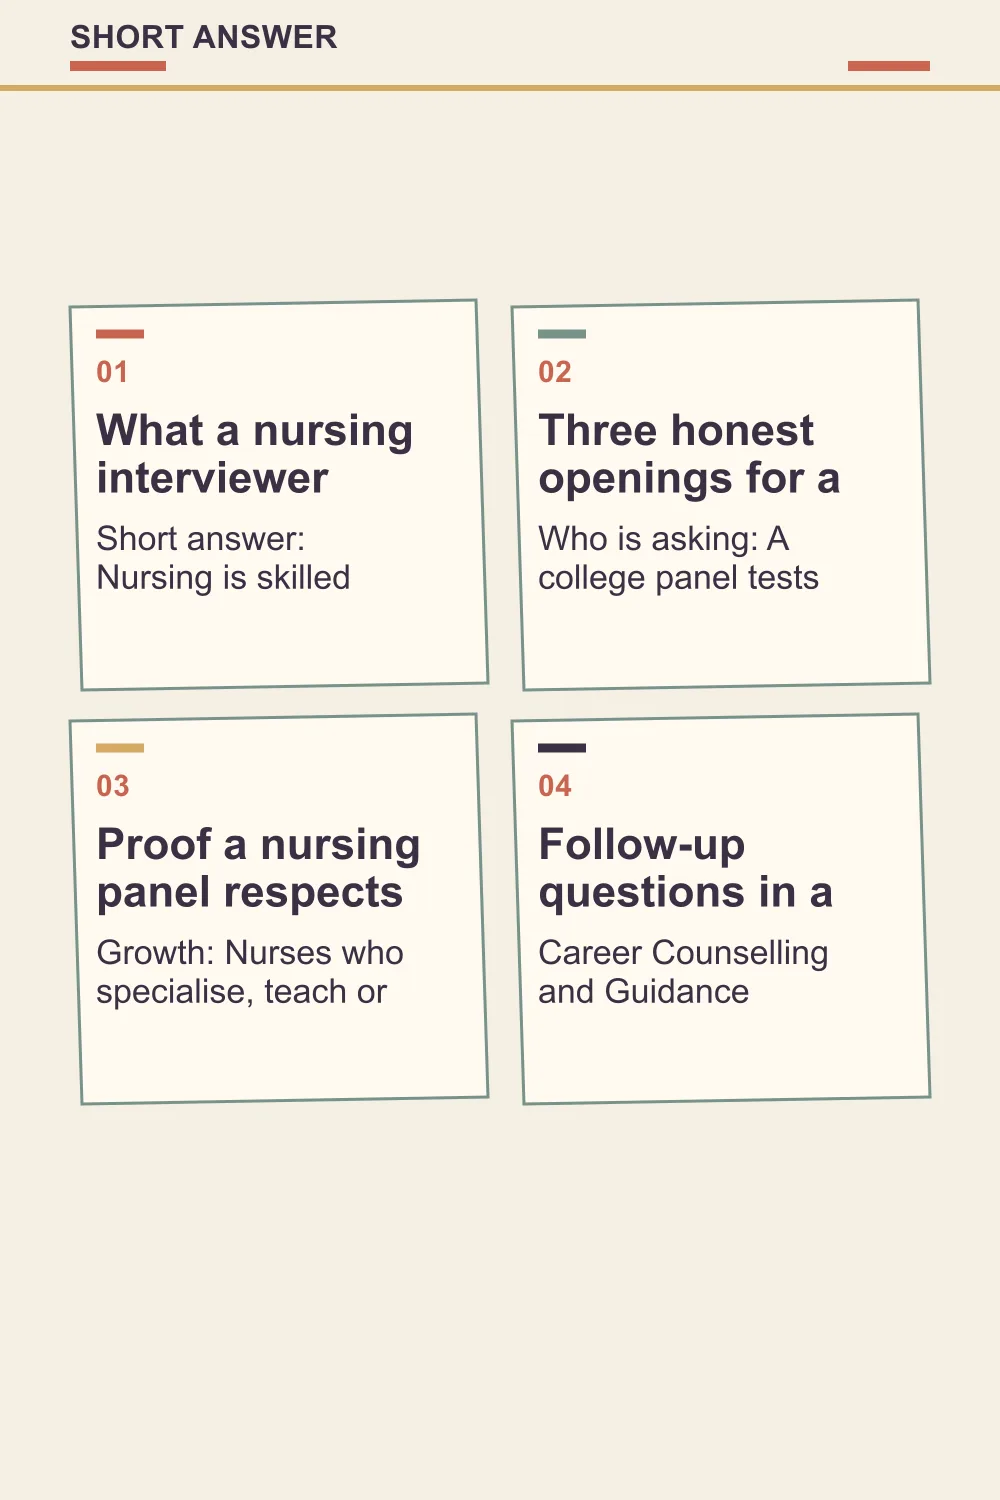 SHORT ANSWER
01
What a nursing
interviewer
Short answer:
Nursing is skilled
02
Three honest
openings for a
Who is asking: A
college panel tests
03
Proof a nursing
panel respects
Growth: Nurses who
specialise, teach or
04
Follow-up
questions in a
Career Counselling
and Guidance